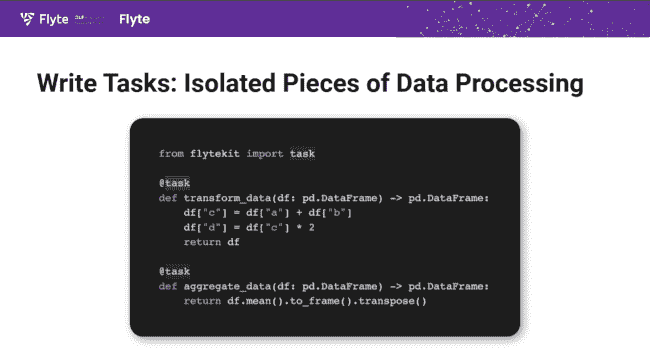 Flyte Flyte
Write Tasks: Isolated Pieces of Data Processing
from flytekit import task
@task
def transform_data(df: pd.DataFrame) -> pd.DataFrame:
df["c"] = df["a"] + df["b"]
df["d"] = df["c"] * 2
return df
@task
def aggregate_data(df: pd.DataFrame) -> pd.DataFrame:
return df.mean().to_frame().transpose()